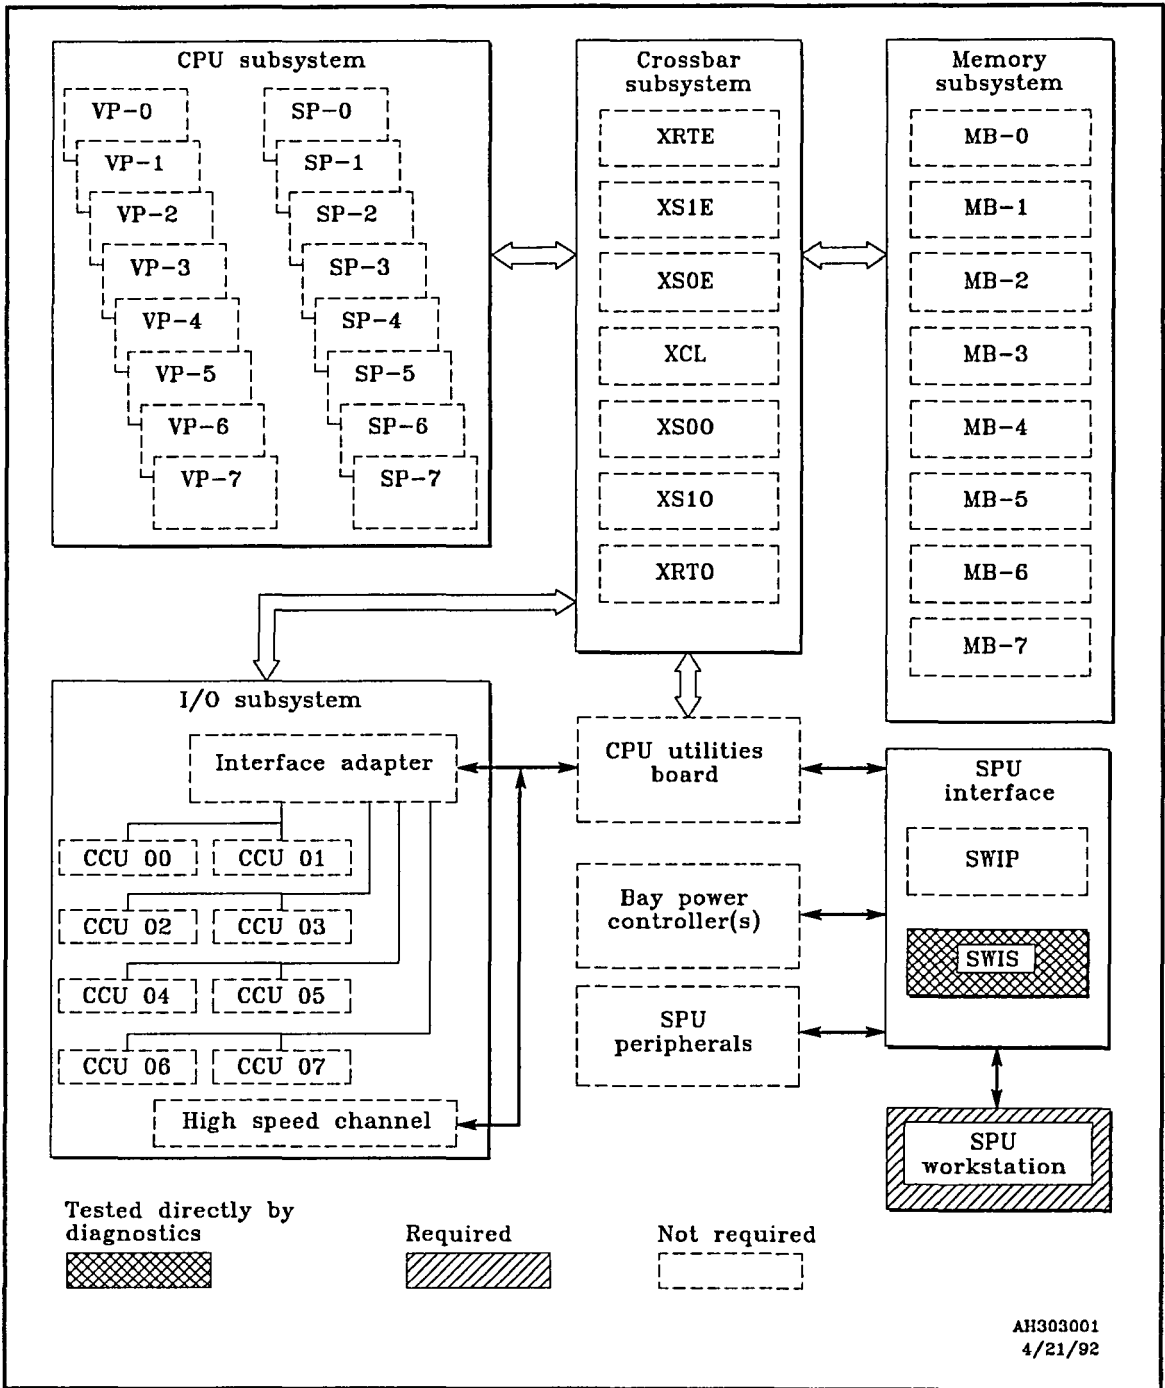 CPU subsystem
VP-0
VP-1
VP-2
VP-3
VP-4
VP-5
VP-6
VP-7
SP-0
SP-1
SP-2
SP-3
SP-4
SP-5
SP-6
SP-7
Crossbar
subsystem
XRTE
XS1E
XS0E
XCL
XS0O
XS1O
XRTO
Memory
subsystem
MB-0
MB-1
MB-2
MB-3
MB-4
MB-5
MB-6
MB-7
I/O subsystem
Interface adapter
CCU 00
CCU 01
CCU 02
CCU 03
CCU 04
CCU 05
CCU 06
CCU 07
High speed channel
CPU utilities
board
Bay power
controller(s)
SPU
peripherals
SPU
interface
SWIP
SWIS
SPU
workstation
Tested directly by
diagnostics
Required
Not required
AH303001
4/21/92